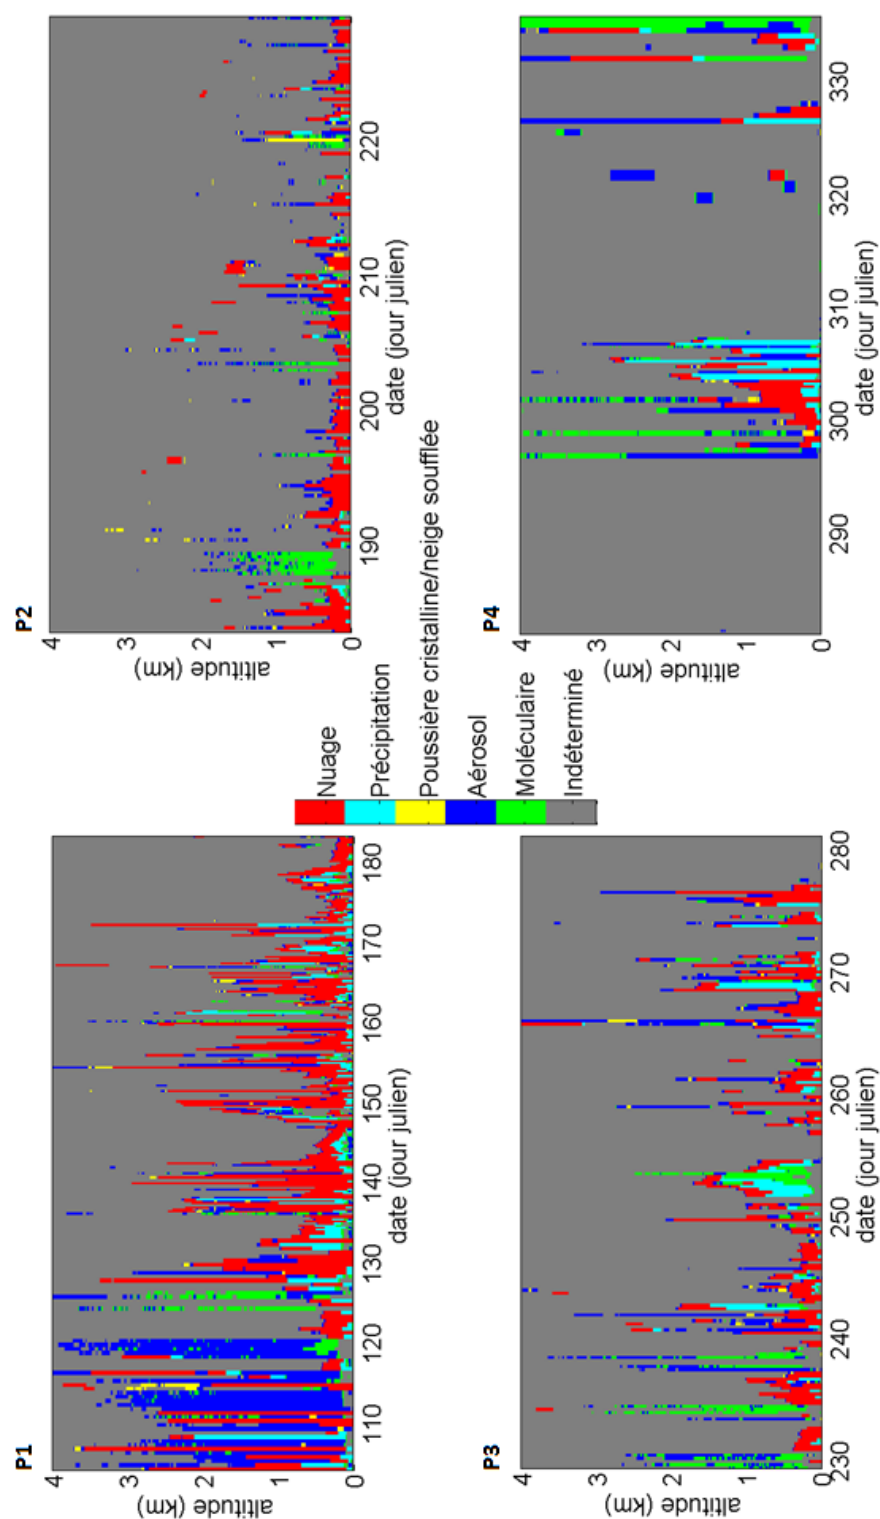 P1
altitude (km)
4
3
2
1
0
110
120
130
140
150
160
170
180
date (jour julien)
P2
altitude (km)
4
3
2
1
0
190
200
210
220
date (jour julien)
Nuage
Précipitation
Poussière cristalline/neige soufflée
Aérosol
Moléculaire
Indéterminé
P3
altitude (km)
4
3
2
1
0
230
240
250
260
270
280
date (jour julien)
P4
altitude (km)
4
3
2
1
0
290
300
310
320
330
date (jour julien)